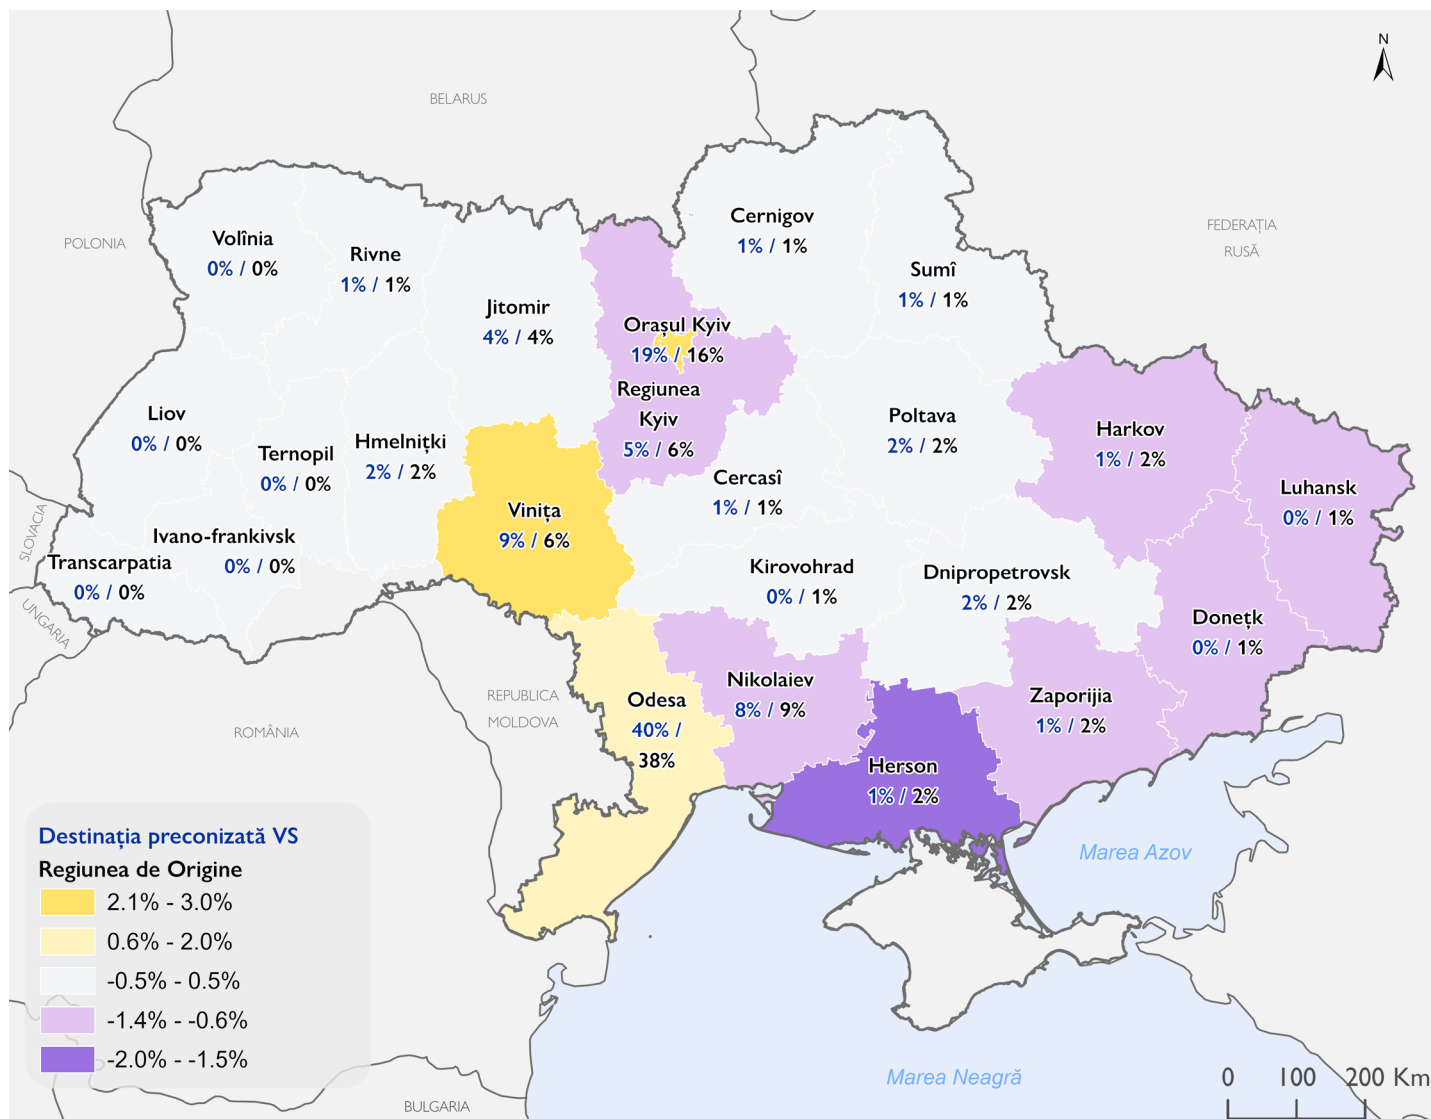 N
BELARUS
POLONIA
FEDERAȚIA
RUSĂ
Cernigov
1% / 1%
Volînia
0% / 0%
Rivne
1% / 1%
Sumî
1% / 1%
Jitomir
4% / 4%
Orașul Kyiv
19% / 16%
Regiunea
Kyiv
5% / 6%
Liov
0% / 0%
Ternopil
0% / 0%
Hmelnițki
2% / 2%
Poltava
2% / 2%
Harkov
1% / 2%
Cercasî
1% / 1%
Luhansk
0% / 1%
Vinița
9% / 6%
SLOVACIA
Ivano-frankivsk
0% / 0%
Transcarpatia
0% / 0%
Kirovohrad
0% / 1%
Dnipropetrovsk
2% / 2%
UNGARIA
Donețk
0% / 1%
REPUBLICA
MOLDOVA
Odesa
40% /
38%
Nikolaiev
8% / 9%
Zaporijia
1% / 2%
ROMÂNIA
Herson
1% / 2%
Marea Azov
Destinația preconizată VS
Regiunea de Origine
2.1% - 3.0%
0.6% - 2.0%
-0.5% - 0.5%
-1.4% - -0.6%
-2.0% - -1.5%
Marea Neagră
BULGARIA
0 100 200 Km